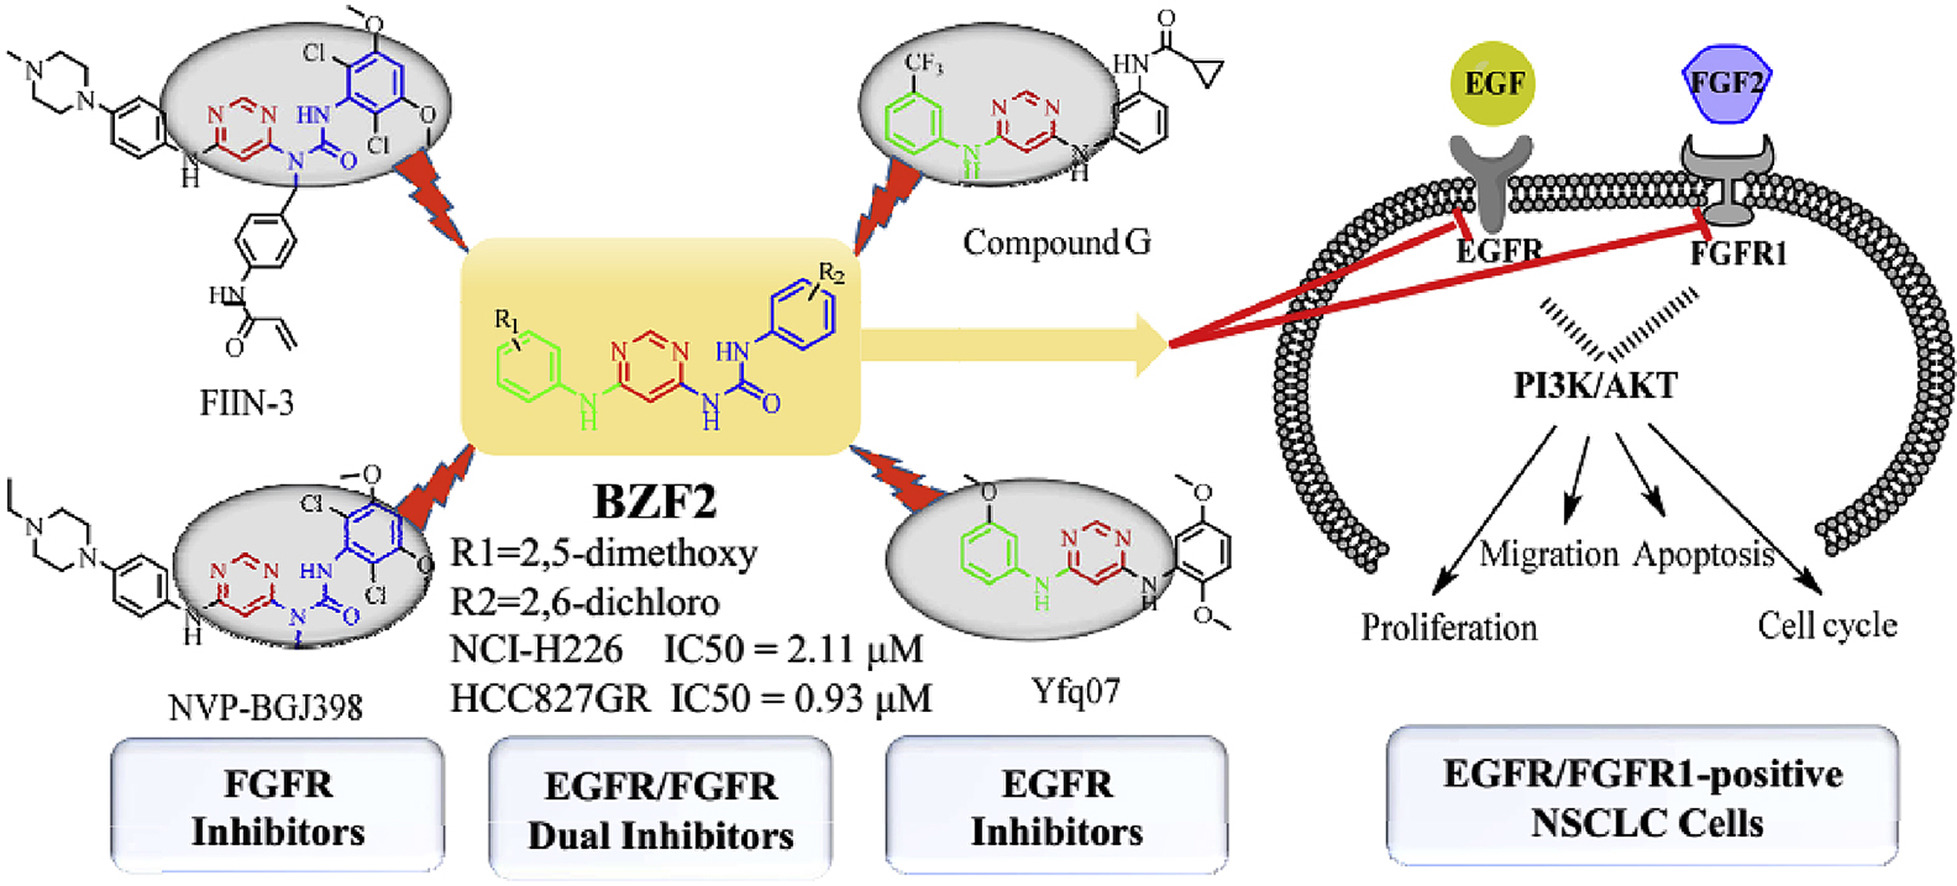 O
Cl
N
N
N
HN
O
Cl
N
N
H
O
HN
O
FIIN-3
O
HN
CF3
N
N
N
H
N
H
Compound G
EGF
FGF2
EGFR
FGFR1
PI3K/AKT
Migration
Apoptosis
Proliferation
Cell cycle
R1
N
N
HN
R2
N
H
N
H
O
BZF2
R1=2,5-dimethoxy
R2=2,6-dichloro
NCI-H226 IC50 = 2.11 μM
HCC827GR IC50 = 0.93 μM
O
Cl
N
N
N
N
HN
O
Cl
N
H
N
O
NVP-BGJ398
O
O
N
N
N
H
N
H
O
Yfq07
FGFR
Inhibitors
EGFR/FGFR
Dual Inhibitors
EGFR
Inhibitors
EGFR/FGFR1-positive
NSCLC Cells